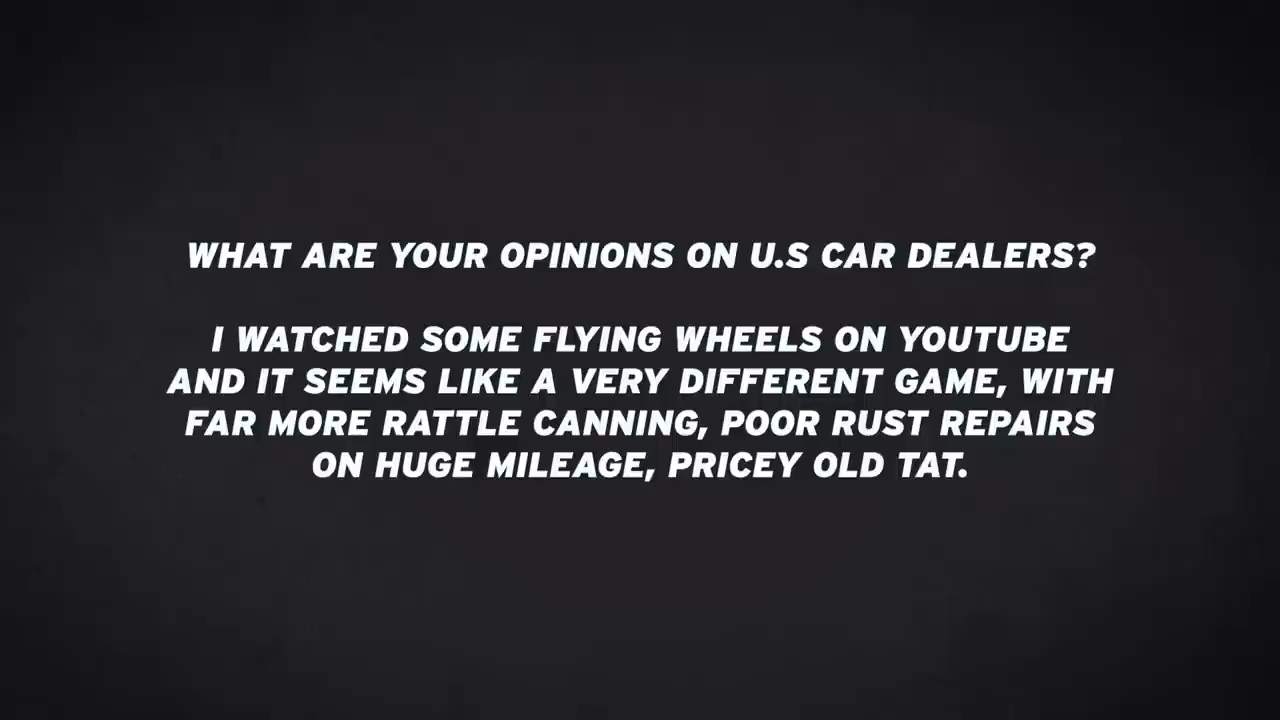 WHAT ARE YOUR OPINIONS ON U.S CAR DEALERS?
I WATCHED SOME FLYING WHEELS ON YOUTUBE
AND IT SEEMS LIKE A VERY DIFFERENT GAME, WITH
FAR MORE RATTLE CANNING, POOR RUST REPAIRS
ON HUGE MILEAGE, PRICEY OLD TAT.